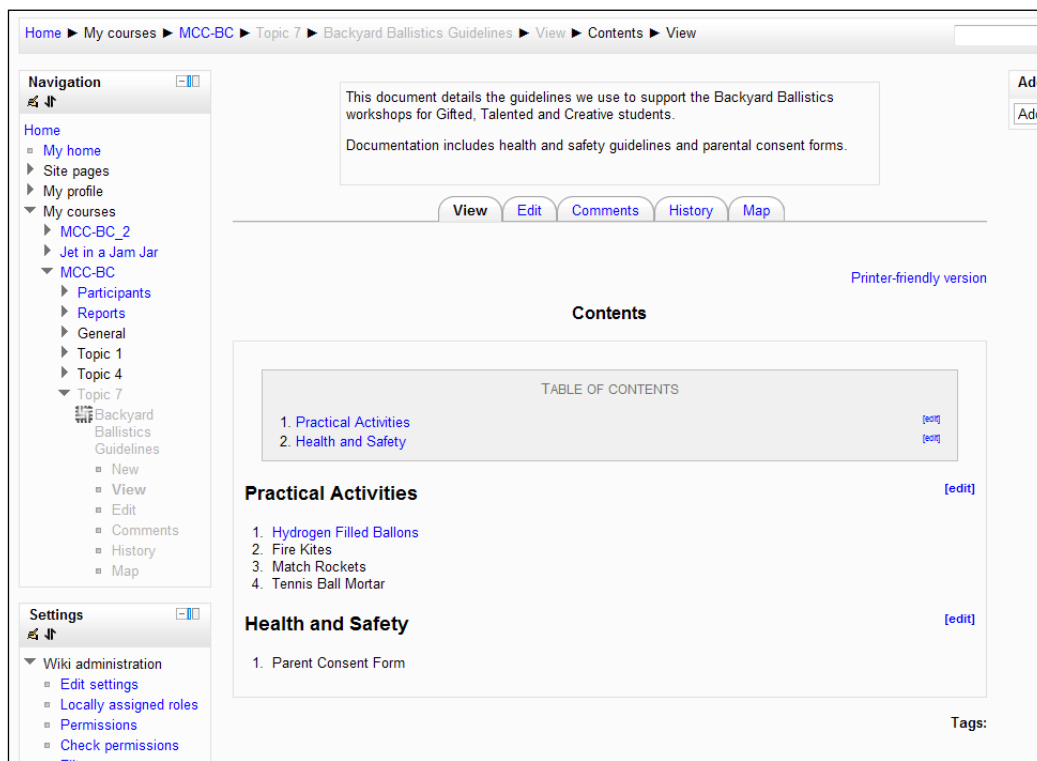 Home ► My courses ► MCC-BC ► Topic 7 ► Backyard Ballistics Guidelines ► View ► Contents ► View
Navigation
Home
My home
Site pages
My profile
My courses
MCC-BC_2
Jet in a Jam Jar
MCC-BC
Participants
Reports
General
Topic 1
Topic 4
Topic 7
Backyard
Ballistics
Guidelines
New
View
Edit
Comments
History
Map
Settings
Wiki administration
Edit settings
Locally assigned roles
Permissions
Check permissions
This document details the guidelines we use to support the Backyard Ballistics
workshops for Gifted, Talented and Creative students.
Documentation includes health and safety guidelines and parental consent forms.
View Edit Comments History Map
Printer-friendly version
Contents
TABLE OF CONTENTS
1. Practical Activities [edit]
2. Health and Safety [edit]
Practical Activities [edit]
1. Hydrogen Filled Ballons
2. Fire Kites
3. Match Rockets
4. Tennis Ball Mortar
Health and Safety [edit]
1. Parent Consent Form
Tags: